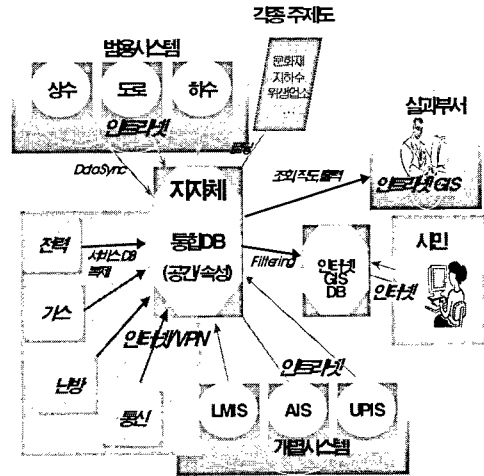 각종 주제도
범용시스템
문화재
지하수
위생업소
...
상수
도로
하수
인트라넷
실과부서
DataSync
지자체
조회,작도,출력
인트라넷 GIS
통합DB
(공간/속성)
전력
서비스 DB
복제
Filtering
인터넷
GIS
DB
시민
인터넷
가스
인터넷/VPN
난방
통신
인트라넷
LMIS
AIS
UPIS
개별시스템